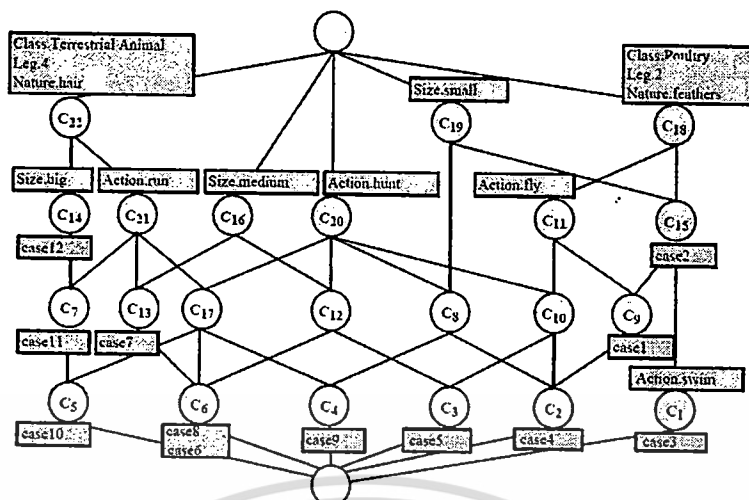 Class.Terrestrial Animal
Leg.4
Nature.hair
Class.Poultry
Leg.2
Nature.feathers
Size.small
C22
C19
C18
Size.big
Action.run
Size.medium
Action.hunt
Action.fly
C14
C21
C16
C20
C11
C15
case12
case2
C7
C13
C17
C12
C8
C10
C9
case11
case7
case1
Action.swim
C5
C6
C4
C3
C2
C1
case10
case8
case6
case9
case5
case4
case3